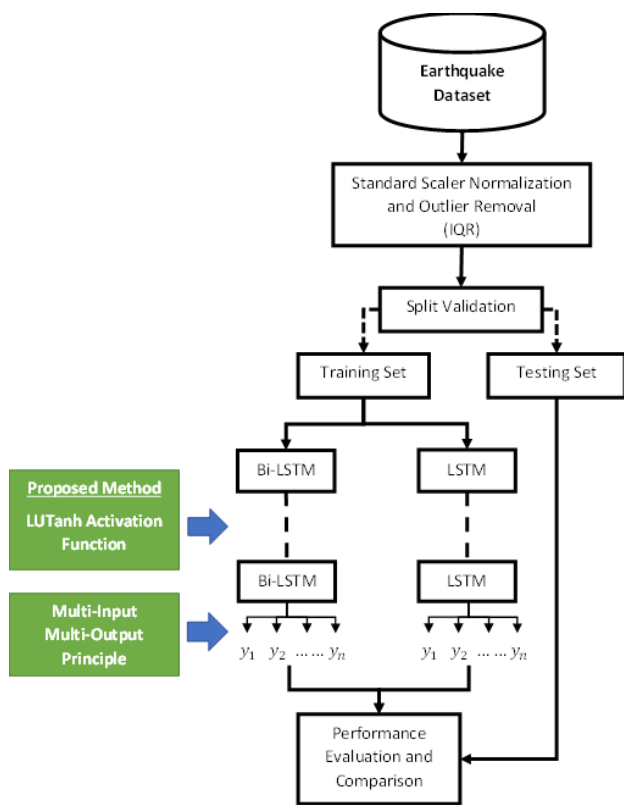 Earthquake
Dataset
Standard Scaler Normalization
and Outlier Removal
(IQR)
Split Validation
Training Set
Testing Set
Bi-LSTM
LSTM
Proposed Method
LUTanh Activation
Function
Bi-LSTM
LSTM
Multi-Input
Multi-Output
Principle
y₁ y₂ ... ... yₙ
y₁ y₂ ... ... yₙ
Performance
Evaluation and
Comparison